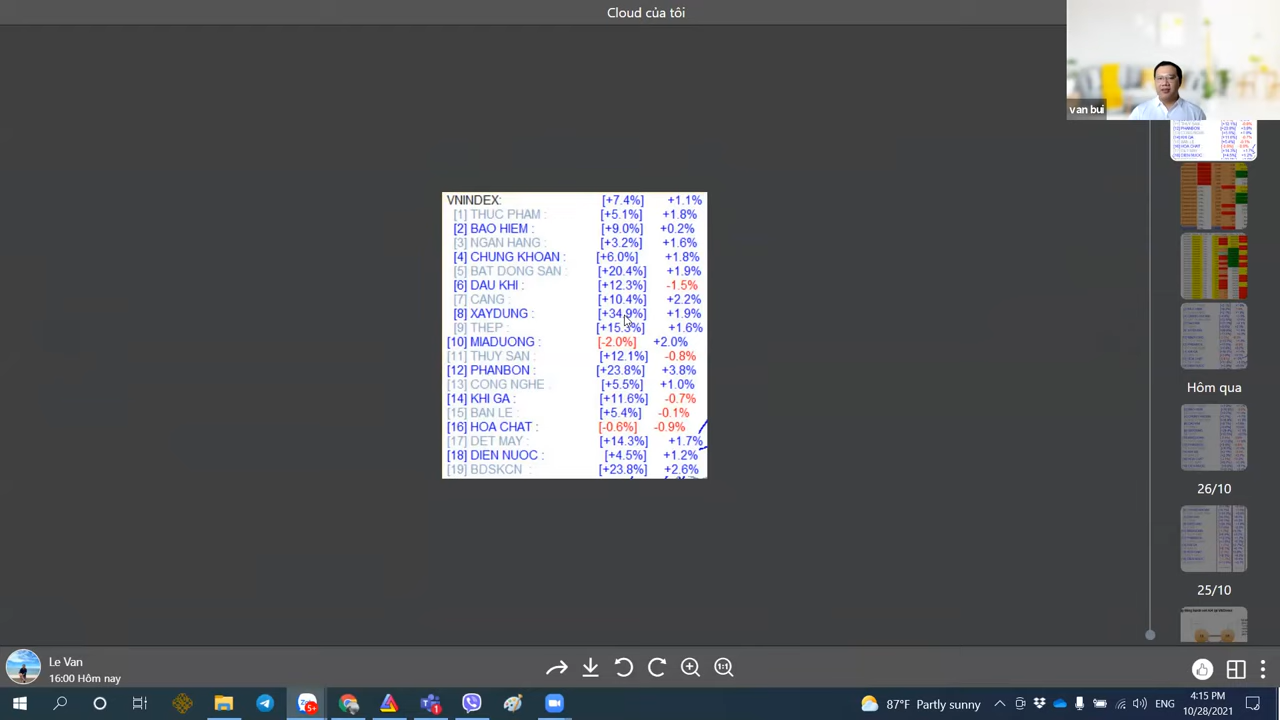 Cloud của tôi
van bui
VNINDEX: [+7.4%] +1.1%
[1] THUC PHAM : [+5.1%] +1.8%
[2] BAO HIEM : [+9.0%] +0.2%
[3] NGAN HANG : [+3.2%] +1.6%
[4] CHUNG KHOAN : [+6.0%] +1.8%
[5] BAT DONG SAN : [+20.4%] +1.9%
[6] DAU KHI : [+12.3%] -1.5%
[7] CANG : [+10.4%] +2.2%
[8] XAYDUNG : [+34.9%] +1.9%
[9] THEP : [+15.3%] +1.6%
[10] MIADUONG : [-2.0%] +2.0%
[11] THUY SAN : [+12.1%] -0.8%
[12] PHANBON : [+23.8%] +3.8%
[13] CONG NGHE : [+5.5%] +1.0%
[14] KHI GA : [+11.6%] -0.7%
[15] BAN LE : [+5.4%] -0.1%
[16] HOA CHAT : [-0.6%] -0.9%
[17] DET MAY : [+14.3%] +1.7%
[18] DIEN NUOC : [+4.5%] +1.2%
[19] BDSKCN : [+23.8%] +2.6%
Hôm qua
26/10
25/10
Le Van
16:00 Hôm nay
1:1
5+
1
87°F Partly sunny
ENG
4:15 PM
10/28/2021